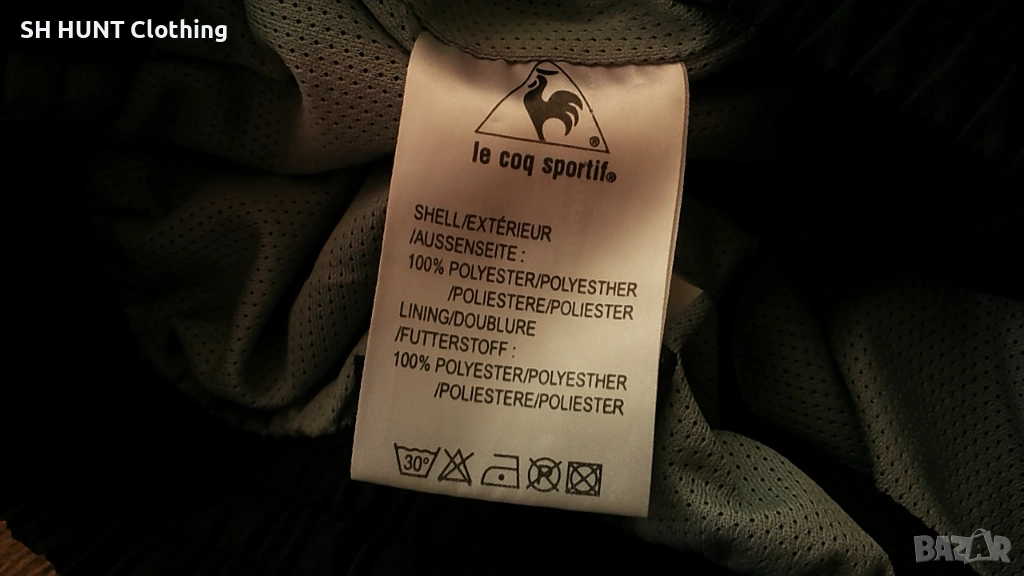 SH HUNT Clothing
le coq sportif®
SHELL/EXTÉRIEUR
/AUSSENSEITE :
100% POLYESTER/POLYESTHER
/POLIESTERE/POLIESTER
LINING/DOUBLURE
/FUTTERSTOFF :
100% POLYESTER/POLYESTHER
/POLIESTERE/POLIESTER
30°
BAZAR